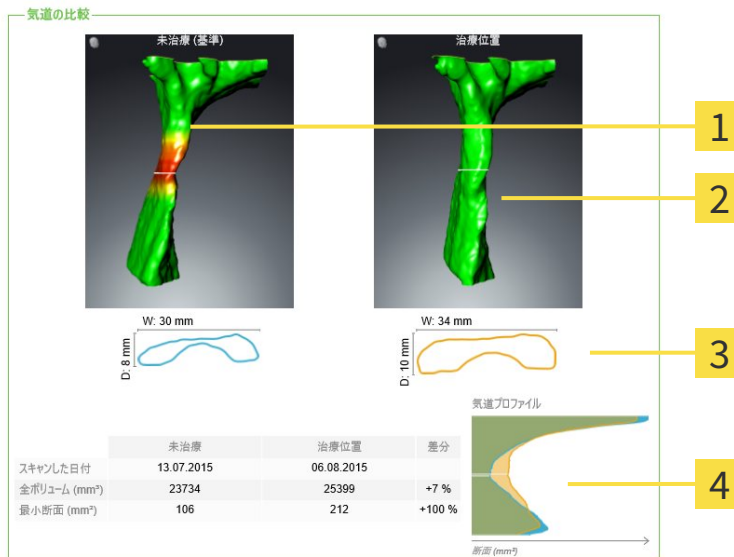 気道の比較
未治療 (基準)
治療位置
1
2
W: 30 mm
D: 8 mm
W: 34 mm
D: 10 mm
3
気道プロファイル
未治療 治療位置 差分
スキャンした日付 13.07.2015 06.08.2015
全ボリューム (mm³) 23734 25399 +7 %
最小断面 (mm²) 106 212 +100 %
4
断面 (mm²)